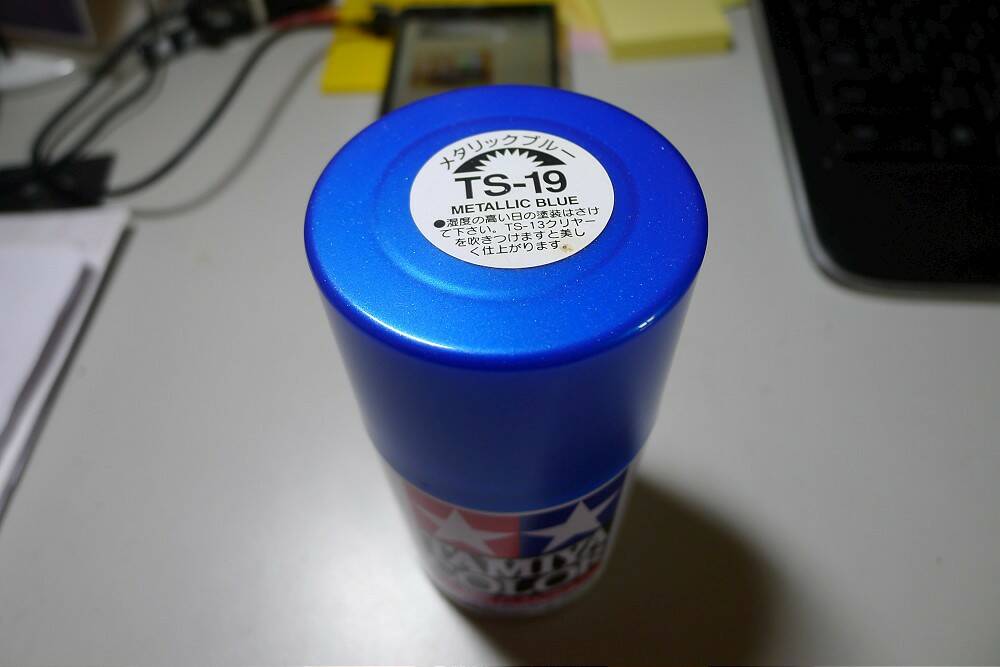 メタリックブルー
TS-19
METALLIC BLUE
●湿度の高い日の塗装はさけ
て下さい。TS-13クリヤー
を吹きつけますと美し
く仕上がります。
TAMIYA
COLOR